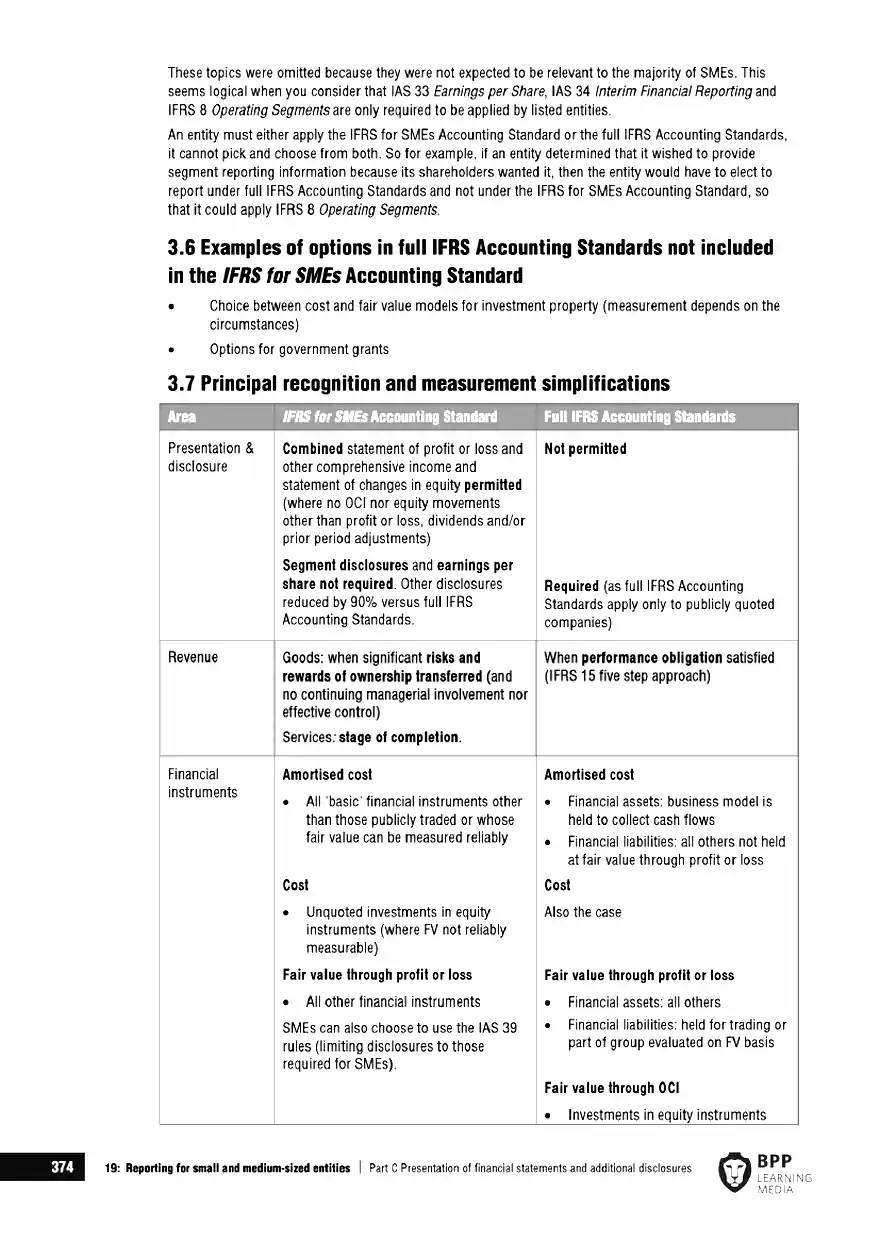 These topics were omitted because they were not expected to be relevant to the majority of SMEs. This
seems logical when you consider that IAS 33 Earnings per Share, IAS 34 Interim Financial Reporting and
IFRS 8 Operating Segments are only required to be applied by listed entities.
An entity must either apply the IFRS for SMEs Accounting Standard or the full IFRS Accounting Standards,
it cannot pick and choose from both. So for example, if an entity determined that it wished to provide
segment reporting information because its shareholders wanted it, then the entity would have to elect to
report under full IFRS Accounting Standards and not under the IFRS for SMEs Accounting Standard, so
that it could apply IFRS 8 Operating Segments.
3.6 Examples of options in full IFRS Accounting Standards not included
in the IFRS for SMEs Accounting Standard
• Choice between cost and fair value models for investment property (measurement depends on the
circumstances)
• Options for government grants
3.7 Principal recognition and measurement simplifications
Area
IFRS for SMEs Accounting Standard
Full IFRS Accounting Standards
Presentation &
disclosure
Combined statement of profit or loss and
other comprehensive income and
statement of changes in equity permitted
(where no OCI nor equity movements
other than profit or loss, dividends and/or
prior period adjustments)
Segment disclosures and earnings per
share not required. Other disclosures
reduced by 90% versus full IFRS
Accounting Standards.
Not permitted
Required (as full IFRS Accounting
Standards apply only to publicly quoted
companies)
Revenue
Goods: when significant risks and
rewards of ownership transferred (and
no continuing managerial involvement nor
effective control)
Services: stage of completion.
When performance obligation satisfied
(IFRS 15 five step approach)
Financial
instruments
Amortised cost
• All 'basic' financial instruments other
than those publicly traded or whose
fair value can be measured reliably
Cost
• Unquoted investments in equity
instruments (where FV not reliably
measurable)
Fair value through profit or loss
• All other financial instruments
SMEs can also choose to use the IAS 39
rules (limiting disclosures to those
required for SMEs).
Amortised cost
• Financial assets: business model is
held to collect cash flows
• Financial liabilities: all others not held
at fair value through profit or loss
Cost
Also the case
Fair value through profit or loss
• Financial assets: all others
• Financial liabilities: held for trading or
part of group evaluated on FV basis
Fair value through OCI
• Investments in equity instruments
374
19: Reporting for small and medium-sized entities | Part C Presentation of financial statements and additional disclosures
BPP
LEARNING
MEDIA